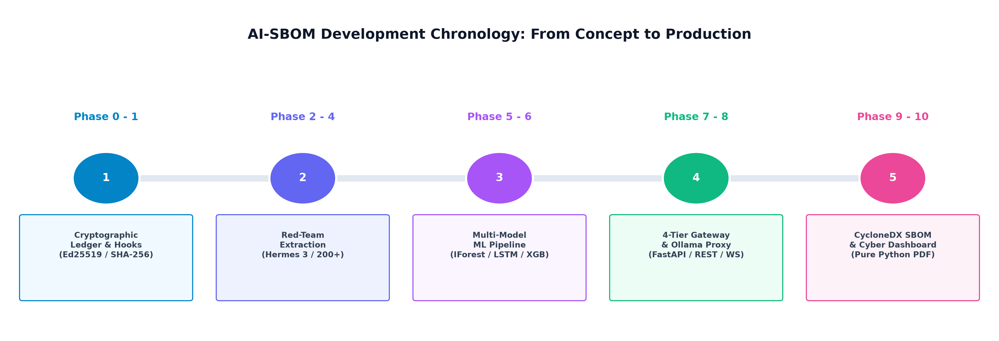 AI-SBOM Development Chronology: From Concept to Production
Phase 0 - 1
Phase 2 - 4
Phase 5 - 6
Phase 7 - 8
Phase 9 - 10
1
2
3
4
5
Cryptographic
Ledger & Hooks
(Ed25519 / SHA-256)
Red-Team
Extraction
(Hermes 3 / 200+)
Multi-Model
ML Pipeline
(IForest / LSTM / XGB)
4-Tier Gateway
& Ollama Proxy
(FastAPI / REST / WS)
CycloneDX SBOM
& Cyber Dashboard
(Pure Python PDF)